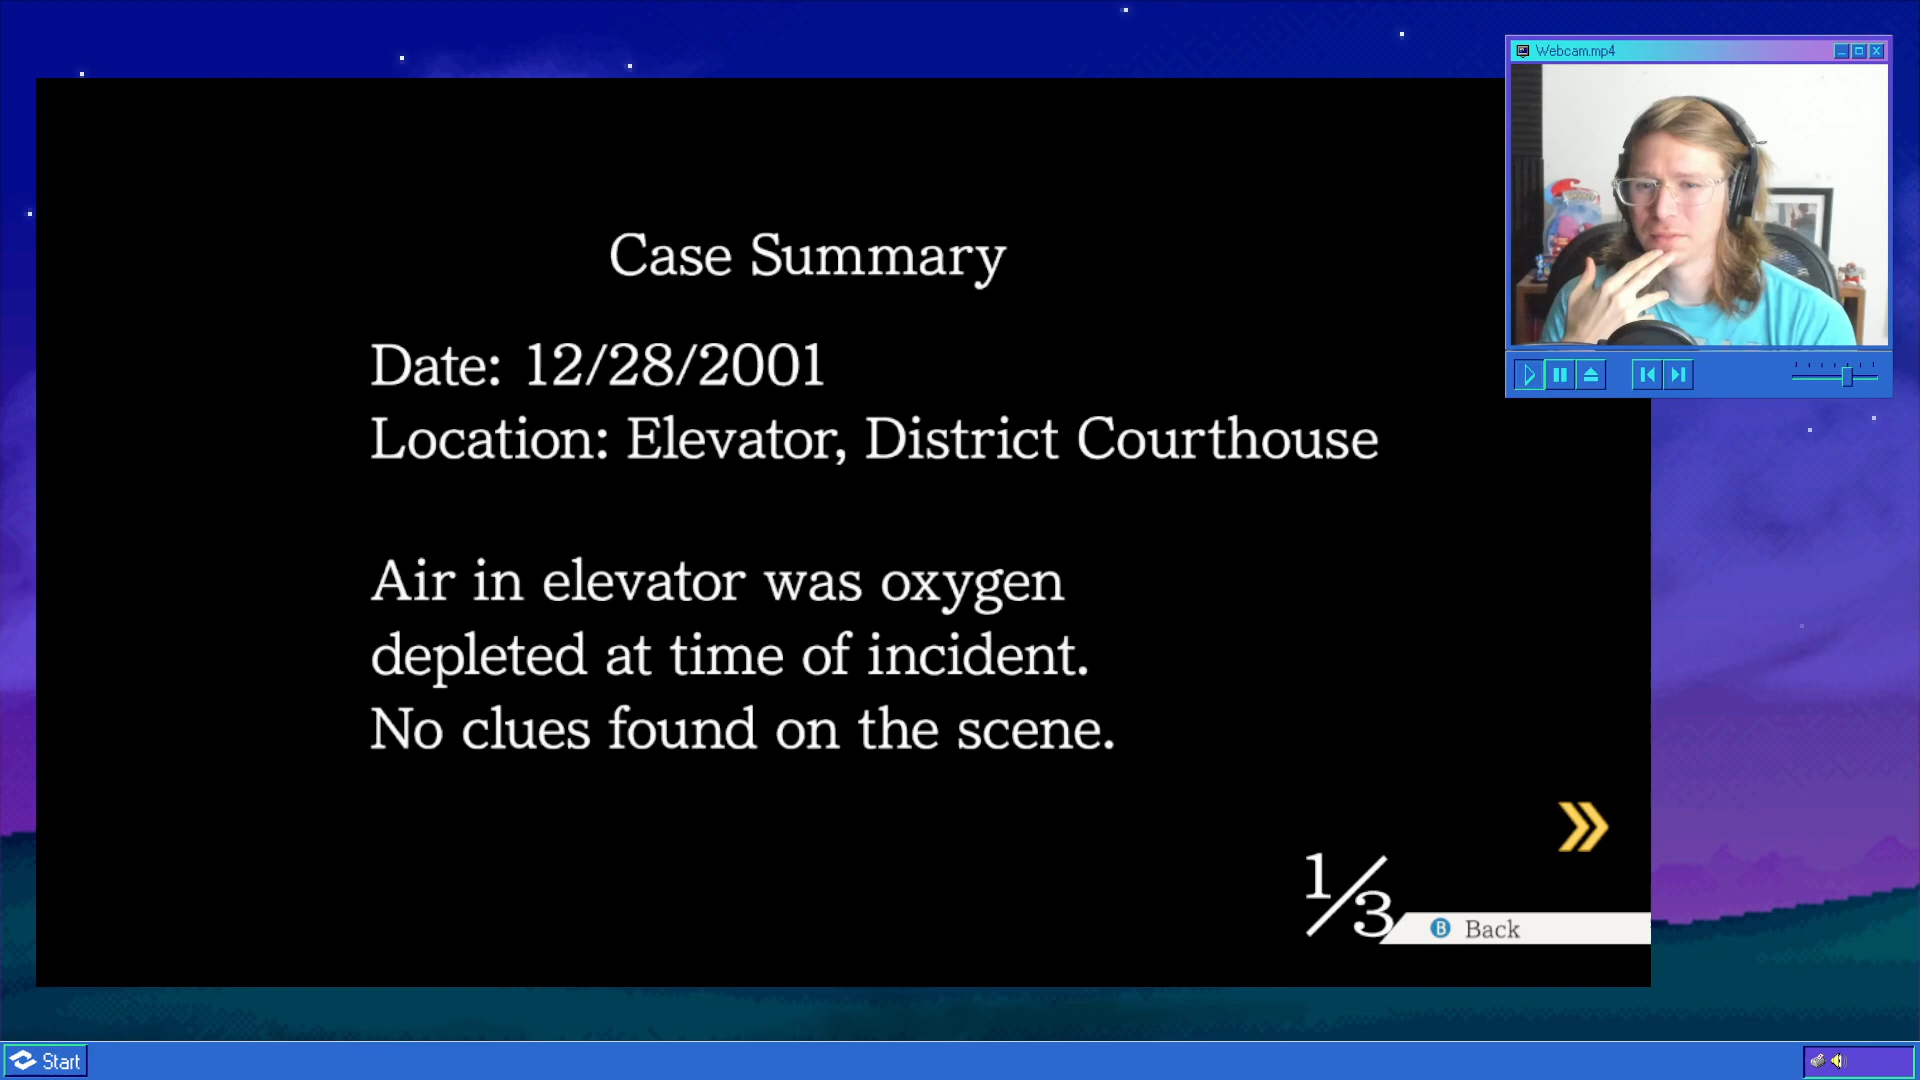 Webcam.mp4
Case Summary
Date: 12/28/2001
Location: Elevator, District Courthouse
Air in elevator was oxygen
depleted at time of incident.
No clues found on the scene.
1/3
B Back
Start